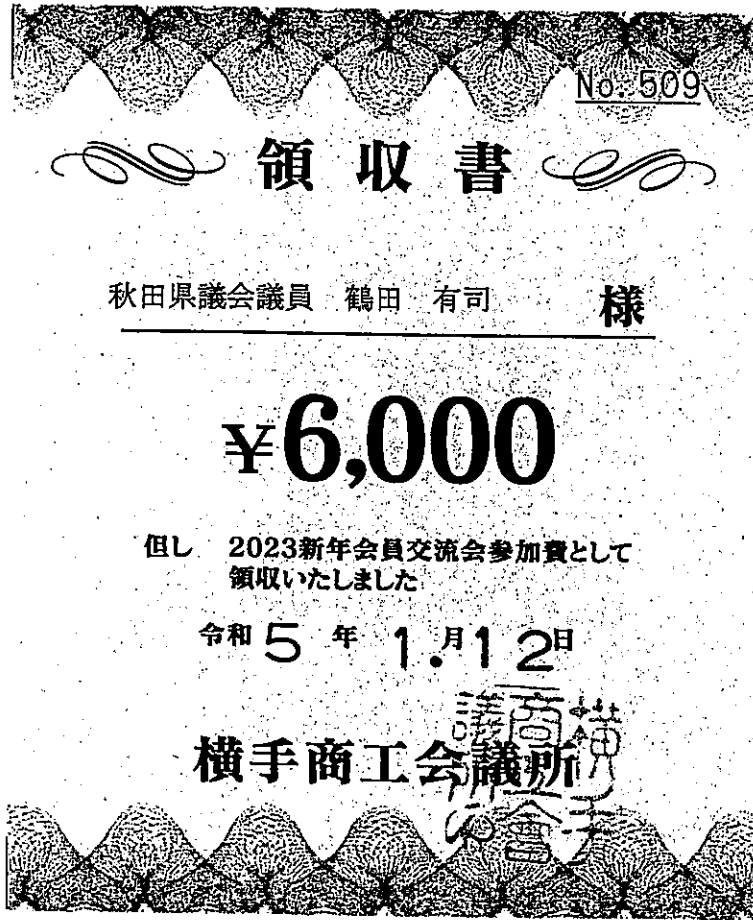 No. 509
領収書
秋田県議会議員 鶴田 有司 様
¥6,000
但し 2023新年会員交流会参加費として
領収いたしました
令和 5 年 1.月12日
横手商工会議所